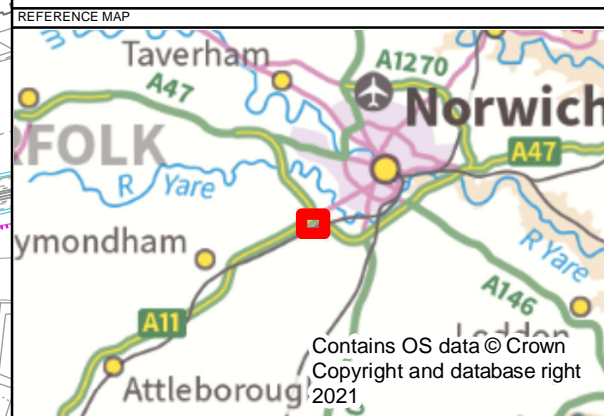 REFERENCE MAP
Taverham
A1270
A47
Norwich
RFOLK
A47
R Yare
ymondham
R Yare
A146
A11
Contains OS data © Crown
Copyright and database right
2021
Attleboroug